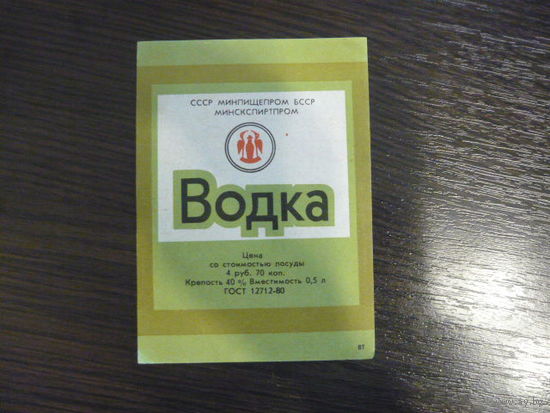 СССР МИНПИЩЕПРОМ БССР
МИНСКСПИРТПРОМ
Водка
Цена
со стоимостью посуды
4 руб. 70 коп.
Крепость 40 % Вместимость 0,5 л
ГОСТ 12712-80